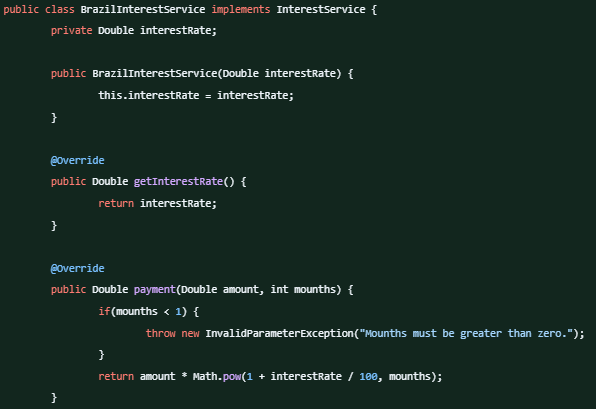 public class BrazilInterestService implements InterestService {
private Double interestRate;
public BrazilInterestService(Double interestRate) {
this.interestRate = interestRate;
}
@Override
public Double getInterestRate() {
return interestRate;
}
@Override
public Double payment(Double amount, int mounths) {
if(mounths < 1) {
throw new InvalidParameterException("Mounths must be greater than zero.");
}
return amount * Math.pow(1 + interestRate / 100, mounths);
}